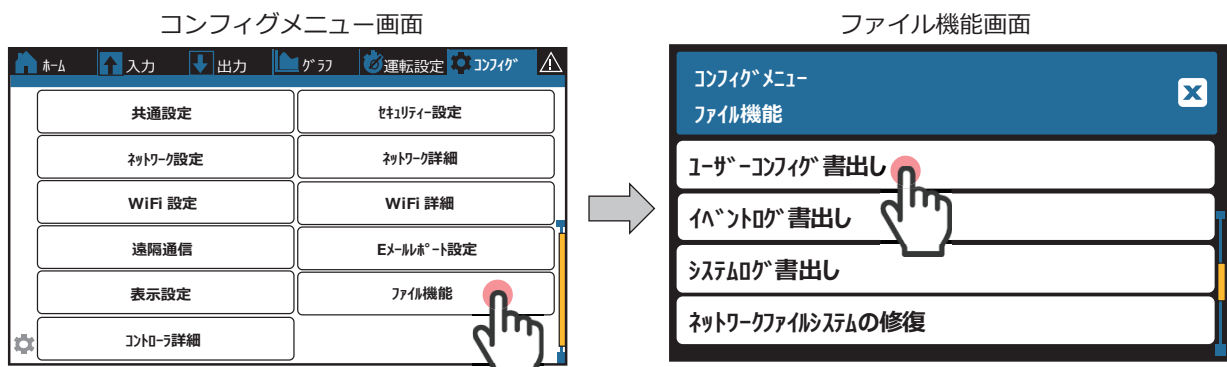 コンフィグメニュー画面
ﾎｰﾑ 入力 出力 ｸﾞﾗﾌ 運転設定 ｺﾝﾌｨｸﾞ
共通設定 ｾｷｭﾘﾃｨｰ設定
ﾈｯﾄﾜｰｸ設定 ﾈｯﾄﾜｰｸ詳細
WiFi 設定 WiFi 詳細
遠隔通信 Eﾒｰﾙﾚﾎﾟｰﾄ設定
表示設定 ﾌｧｲﾙ機能
ｺﾝﾄﾛｰﾗ詳細
ファイル機能画面
ｺﾝﾌｨｸﾞﾒﾆｭｰ
ﾌｧｲﾙ機能
X
ﾕｰｻﾞｰｺﾝﾌｨｸﾞ書出し
ｲﾍﾞﾝﾄﾛｸﾞ書出し
ｼｽﾃﾑﾛｸﾞ書出し
ﾈｯﾄﾜｰｸﾌｧｲﾙｼｽﾃﾑの修復